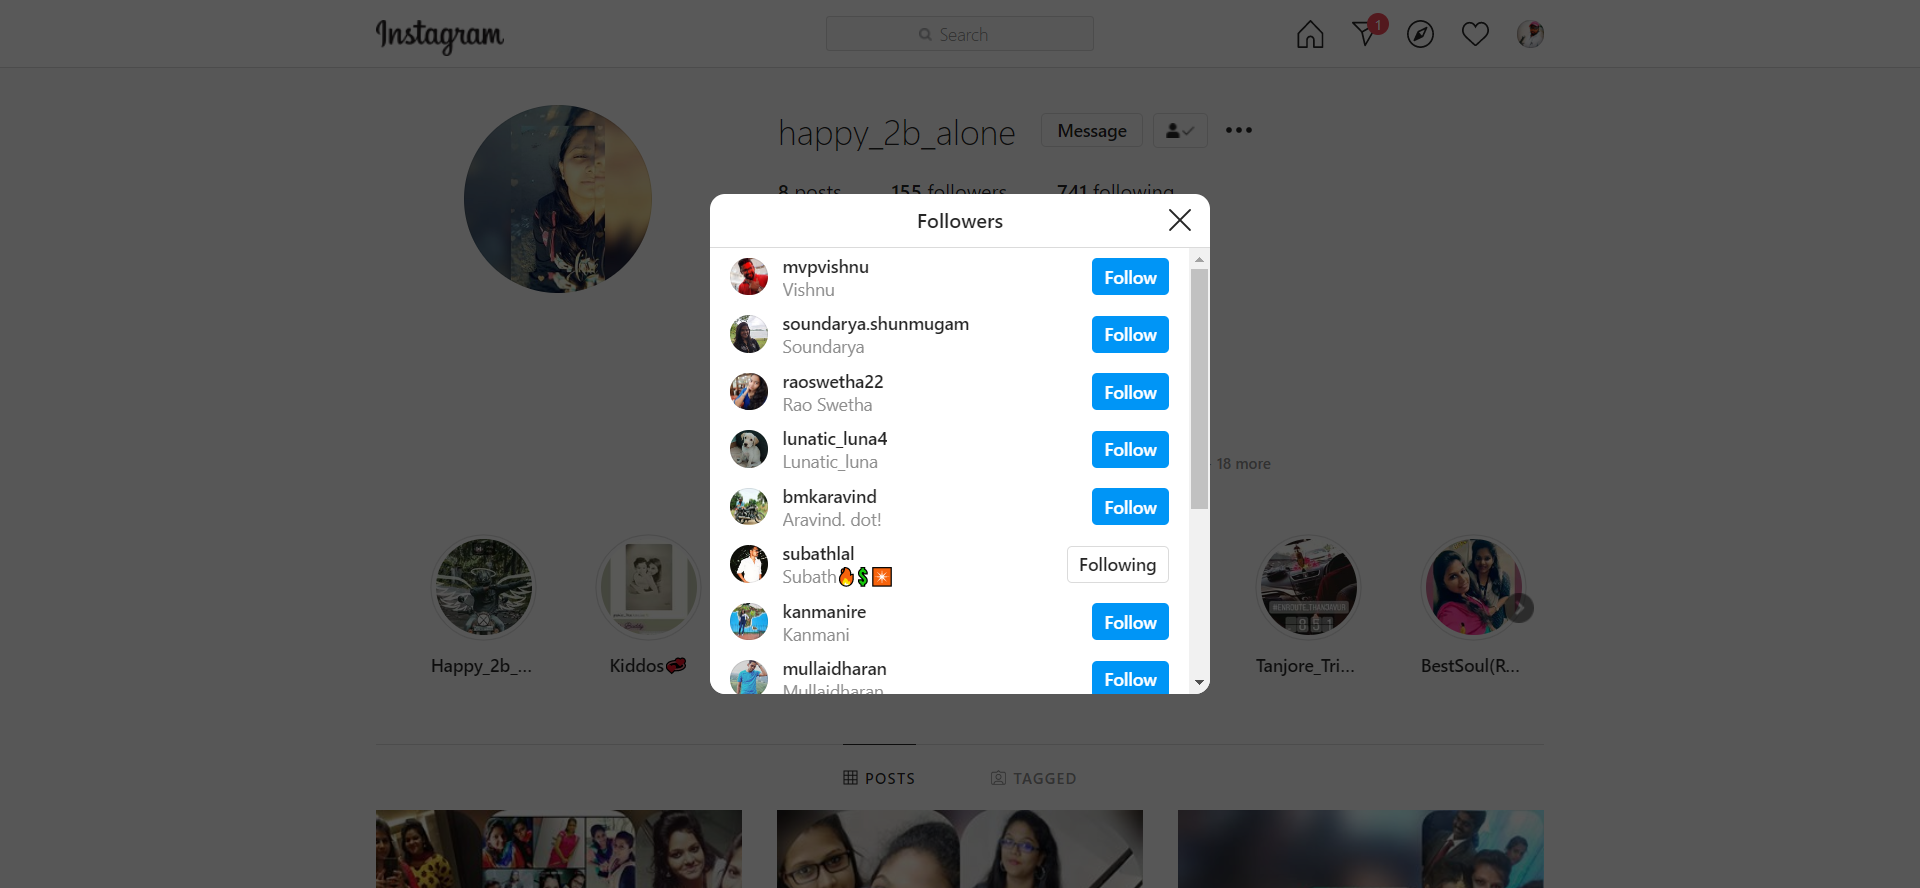 Instagram
Search
1
happy_2b_alone
Message
8 posts 155 followers 741 following
Followers
mvpvishnu
Vishnu
Follow
soundarya.shunmugam
Soundarya
Follow
raoswetha22
Rao Swetha
Follow
lunatic_luna4
Lunatic_luna
Follow
bmkaravind
Aravind. dot!
Follow
subathlal
Subath🔥💲💥
Following
kanmanire
Kanmani
Follow
mullaidharan
Mullaidharan
Follow
18 more
#ENROUTE_THANJAVUR
851
Happy_2b_...
Kiddos💋
Tanjore_Tri...
BestSoul(R...
POSTS
TAGGED